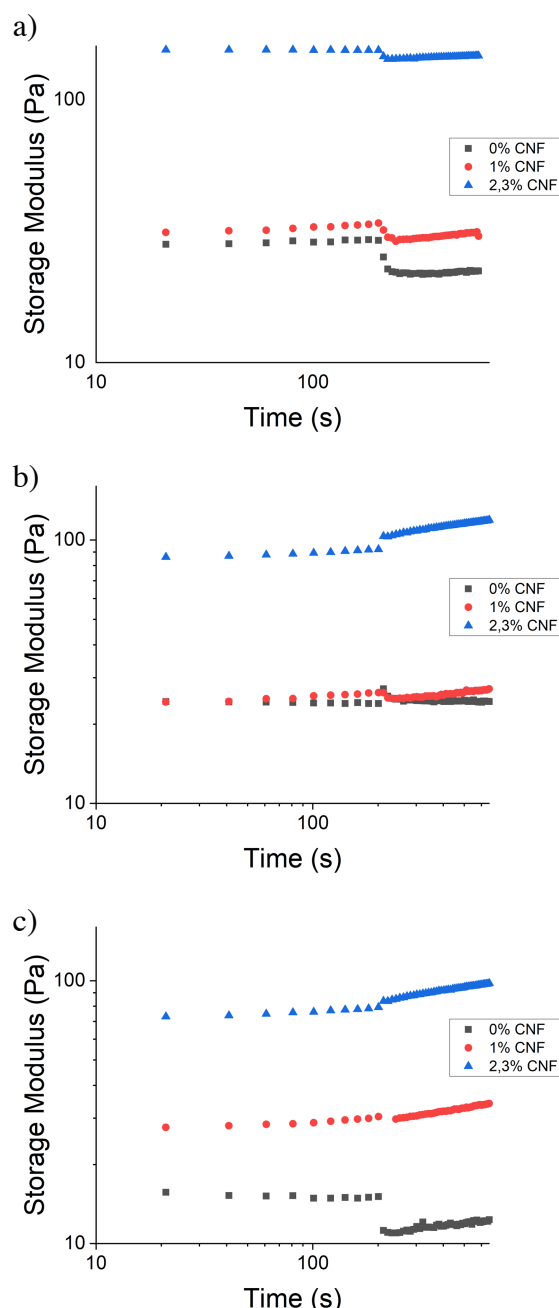 a)
Storage Modulus (Pa)
100
10
10
100
Time (s)
0% CNF
1% CNF
2,3% CNF
b)
Storage Modulus (Pa)
100
10
10
100
Time (s)
0% CNF
1% CNF
2,3% CNF
c)
Storage Modulus (Pa)
100
10
10
100
Time (s)
0% CNF
1% CNF
2,3% CNF